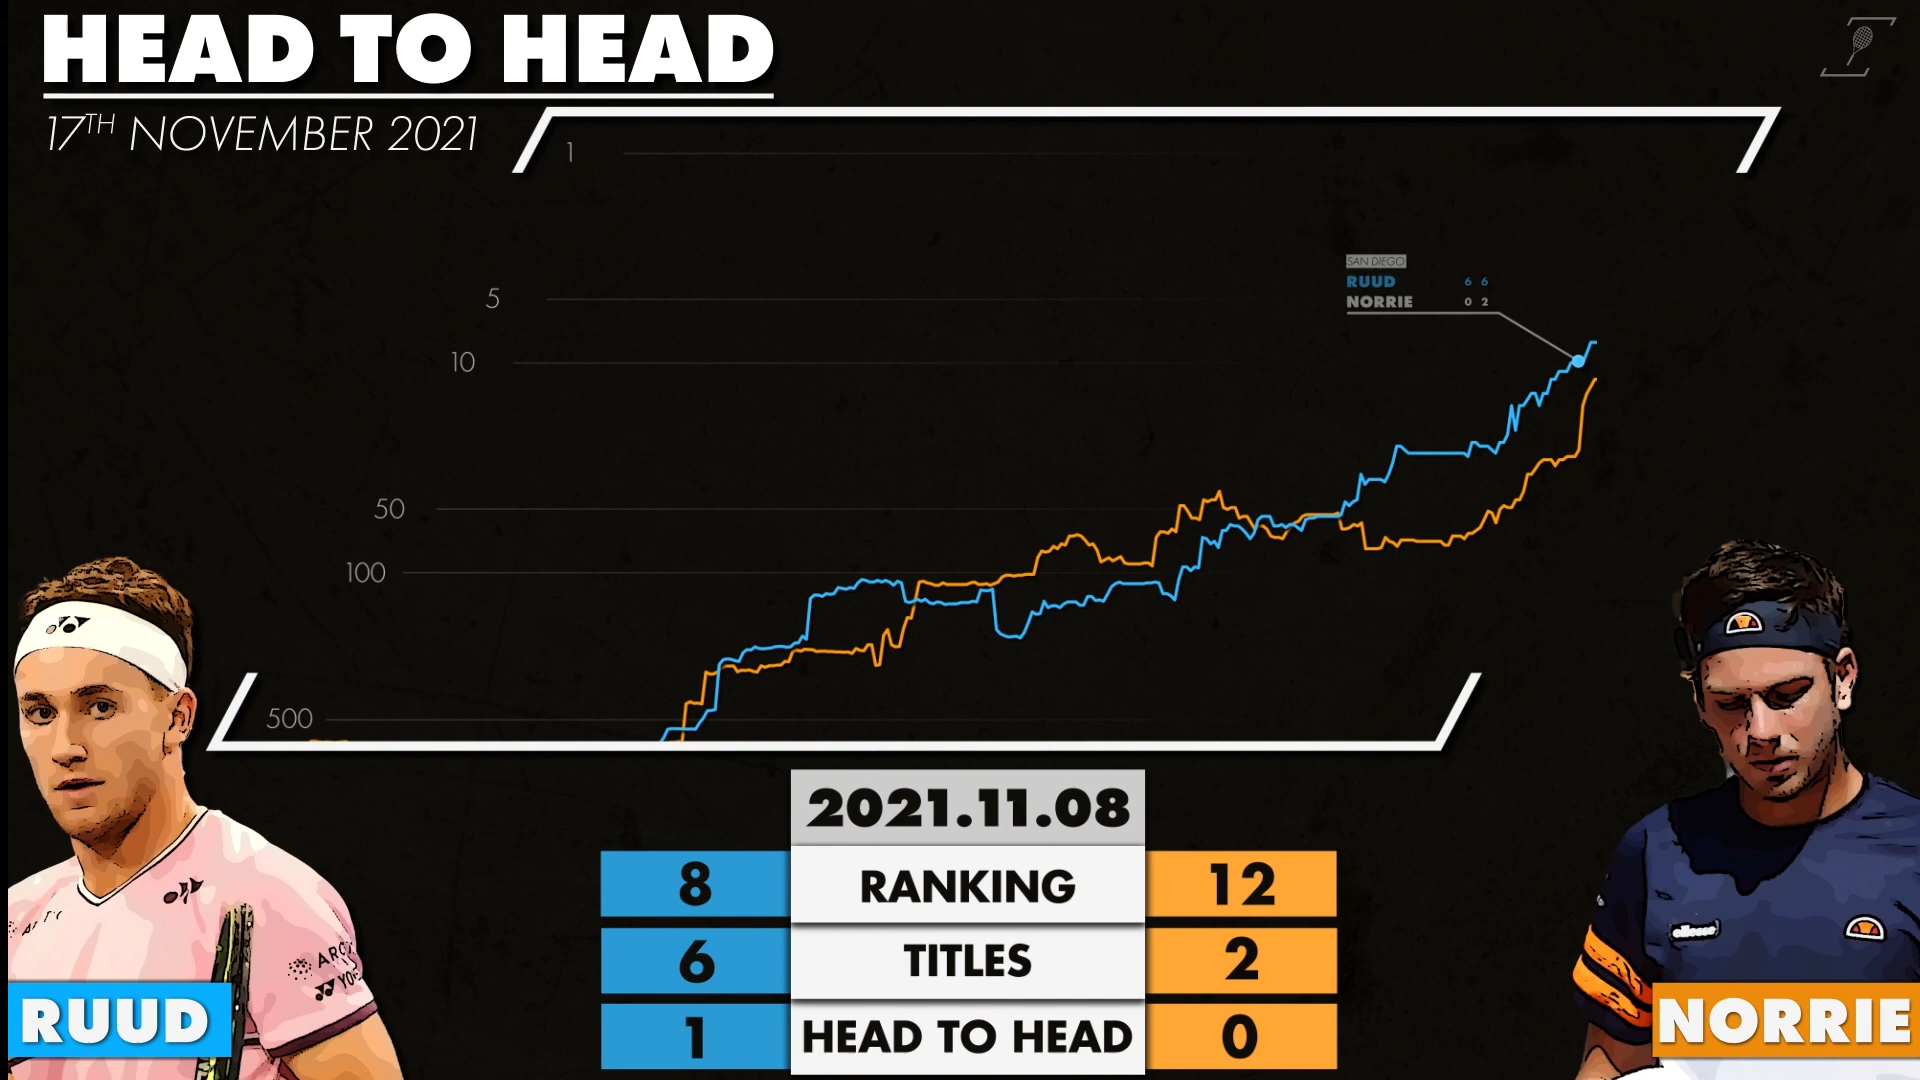 HEAD TO HEAD
17TH NOVEMBER 2021
1
5
10
50
100
500
SAN DIEGO
RUUD 6 6
NORRIE 0 2
2021.11.08
8 RANKING 12
6 TITLES 2
1 HEAD TO HEAD 0
RUUD
NORRIE
ellesse